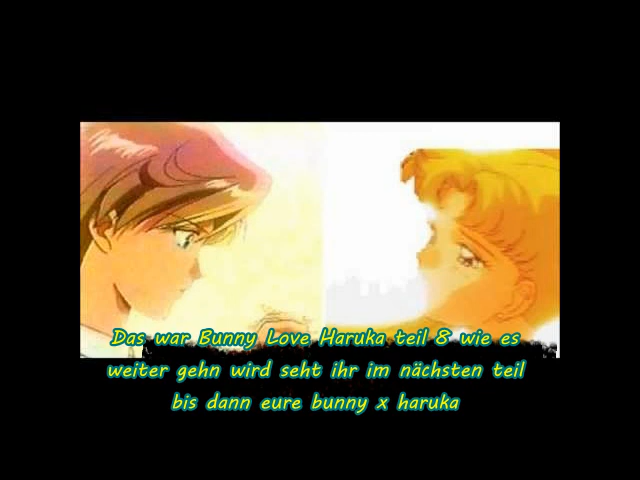 Das war Bunny Love Haruka teil 8 wie es
weiter gehn wird seht ihr im nächsten teil
bis dann eure bunny x haruka